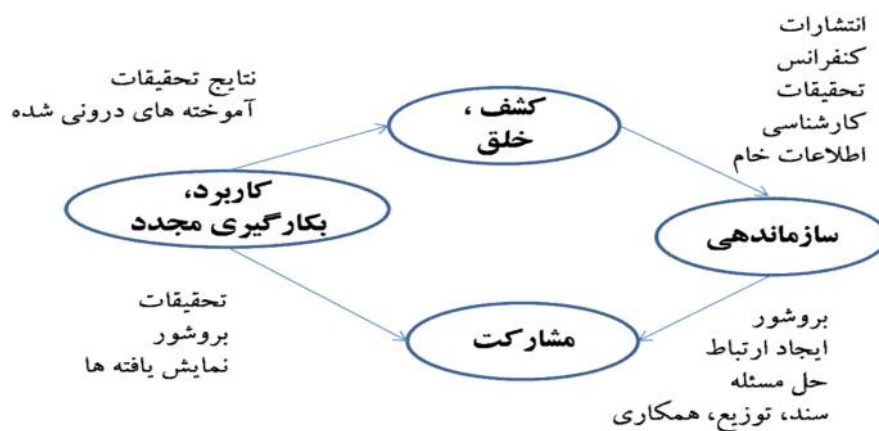 انتشارات
کنفرانس
تحقیقات
کارشناسی
اطلاعات خام
کشف ،
خلق
نتایج تحقیقات
آموخته های درونی شده
سازماندهی
کاربرد،
بکارگیری مجدد
بروشور
ایجاد ارتباط
حل مسئله
سند، توزیع، همکاری
مشارکت
تحقیقات
بروشور
نمایش یافته ها